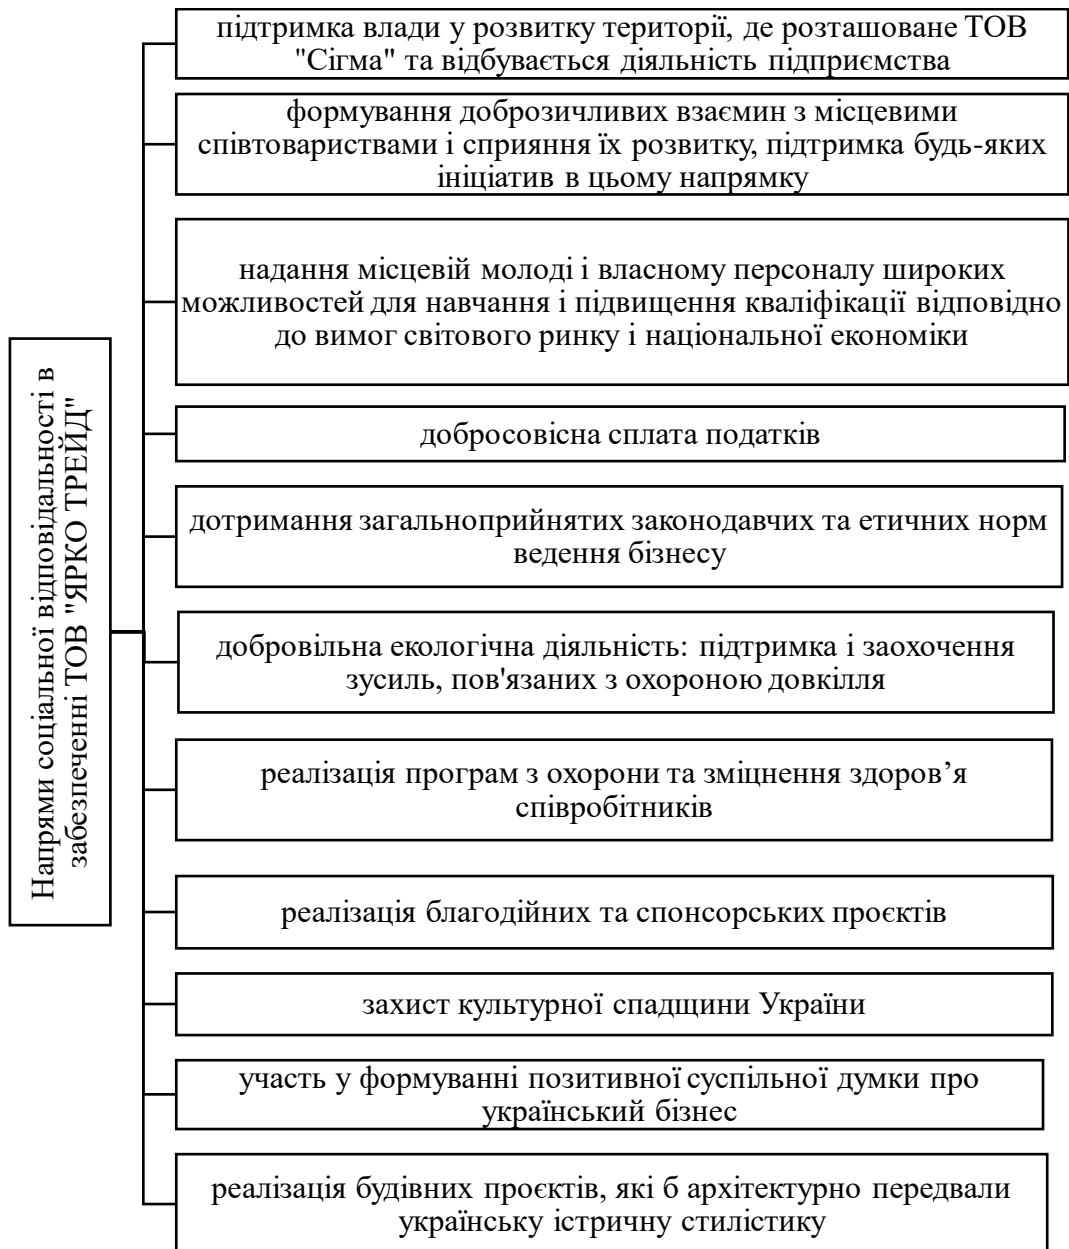 підтримка влади у розвитку території, де розташоване ТОВ
"Сігма" та відбувається діяльність підприємства
формування доброзичливих взаємин з місцевими
співтовариствами і сприяння їх розвитку, підтримка будь-яких
ініціатив в цьому напрямку
надання місцевій молоді і власному персоналу широких
можливостей для навчання і підвищення кваліфікації відповідно
до вимог світового ринку і національної економіки
Напрями соціальної відповідальності в
забезпеченні ТОВ "ЯРКО ТРЕЙД"
добросовісна сплата податків
дотримання загальноприйнятих законодавчих та етичних норм
ведення бізнесу
добровільна екологічна діяльність: підтримка і заохочення
зусиль, пов'язаних з охороною довкілля
реалізація програм з охорони та зміцнення здоров’я
співробітників
реалізація благодійних та спонсорських проєктів
захист культурної спадщини України
участь у формуванні позитивної суспільної думки про
український бізнес
реалізація будівних проєктів, які б архітектурно передвали
українську істричну стилістику